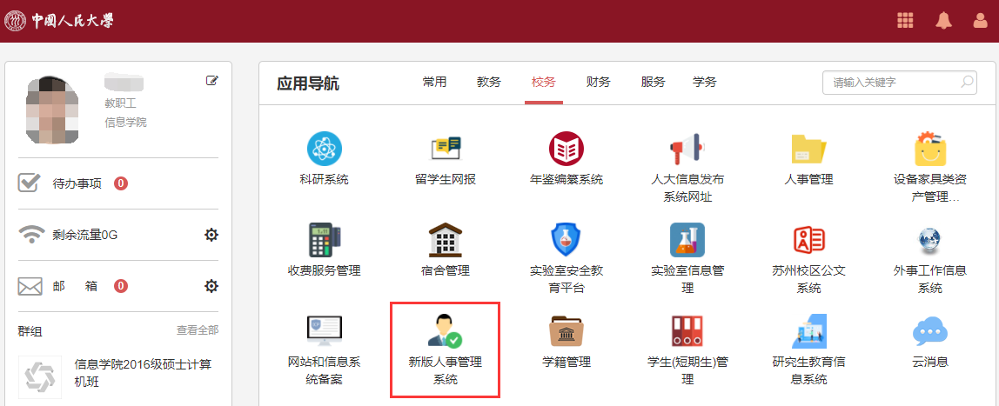 中國人民大學
教职工
信息学院
待办事项 0
剩余流量0G
邮 箱 0
群组 查看全部
信息学院2016级硕士计算
机班
应用导航 常用 教务 校务 财务 服务 学务 请输入关键字
科研系统
留学生网报
年鉴编纂系统
人大信息发布
系统网址
人事管理
设备家具类资
产管理...
收费服务管理
宿舍管理
实验室安全教
育平台
实验室信息管
理
苏州校区公文
系统
外事工作信息
系统
网站和信息系
统备案
新版人事管理
系统
学籍管理
学生(短期生)管
理
研究生教育信
息系统
云消息